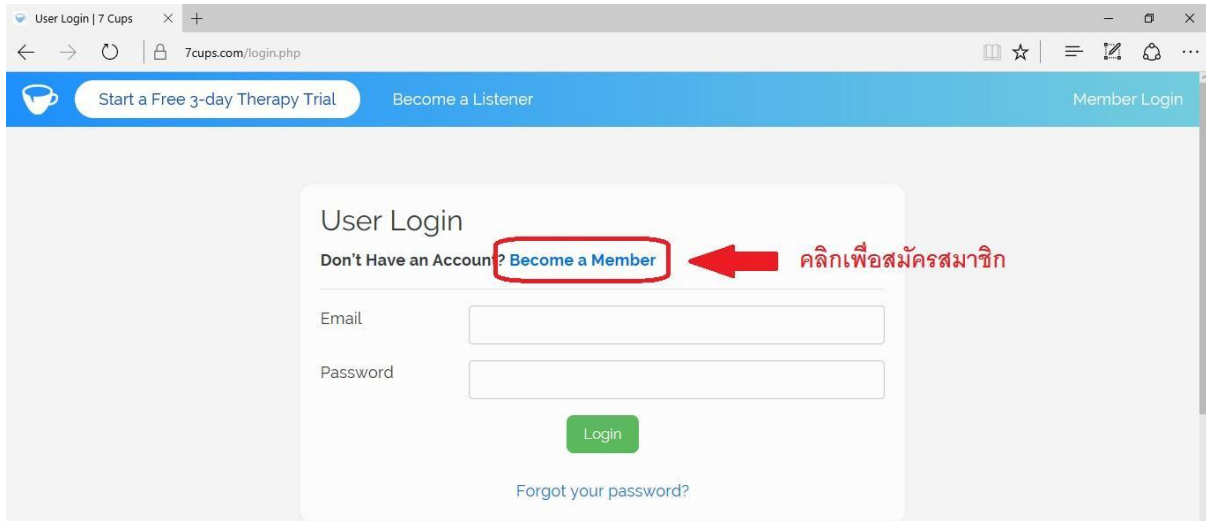 User Login | 7 Cups
7cups.com/login.php
Start a Free 3-day Therapy Trial Become a Listener Member Login
User Login
Don't Have an Account? Become a Member คลิกเพื่อสมัครสมาชิก
Email
Password
Login
Forgot your password?